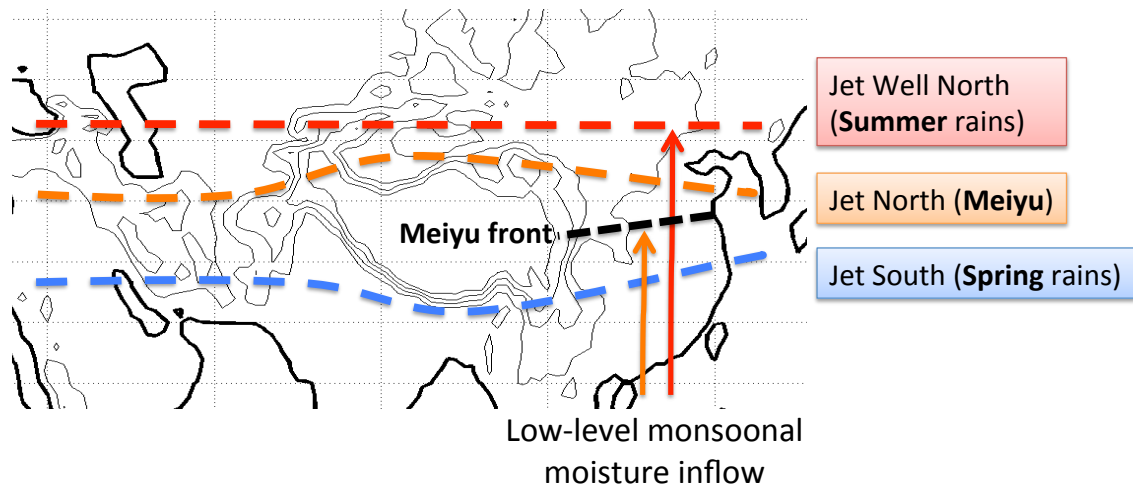 Jet Well North
(Summer rains)
Jet North (Meiyu)
Meiyu front
Jet South (Spring rains)
Low-level monsoonal
moisture inflow